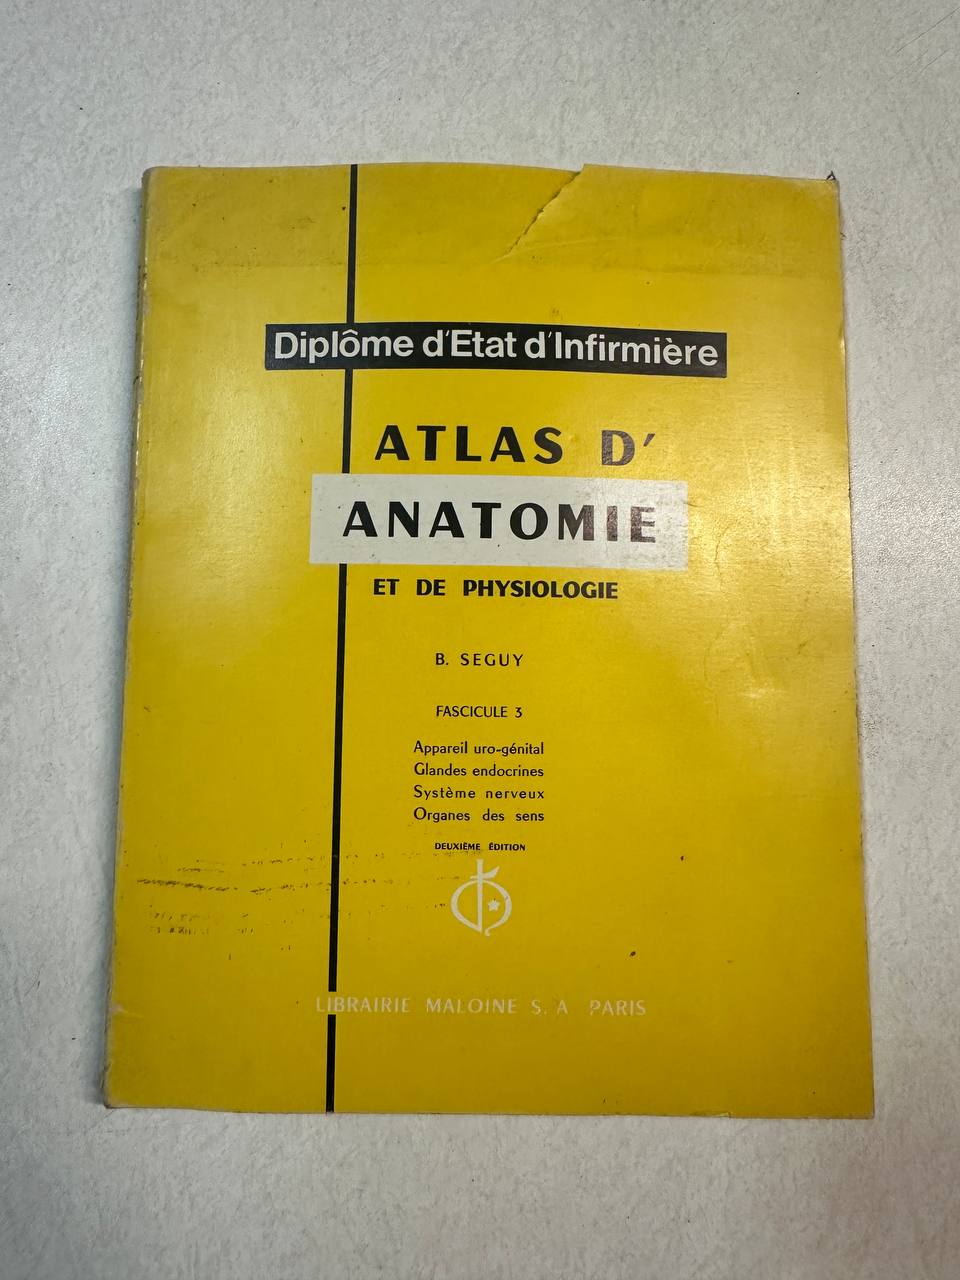 Diplôme d'Etat d'Infirmière
ATLAS D'
ANATOMIE
ET DE PHYSIOLOGIE
B. SEGUY
FASCICULE 3
Appareil uro-génital
Glandes endocrines
Système nerveux
Organes des sens
DEUXIÈME ÉDITION
LIBRAIRIE MALOINE S. A PARIS